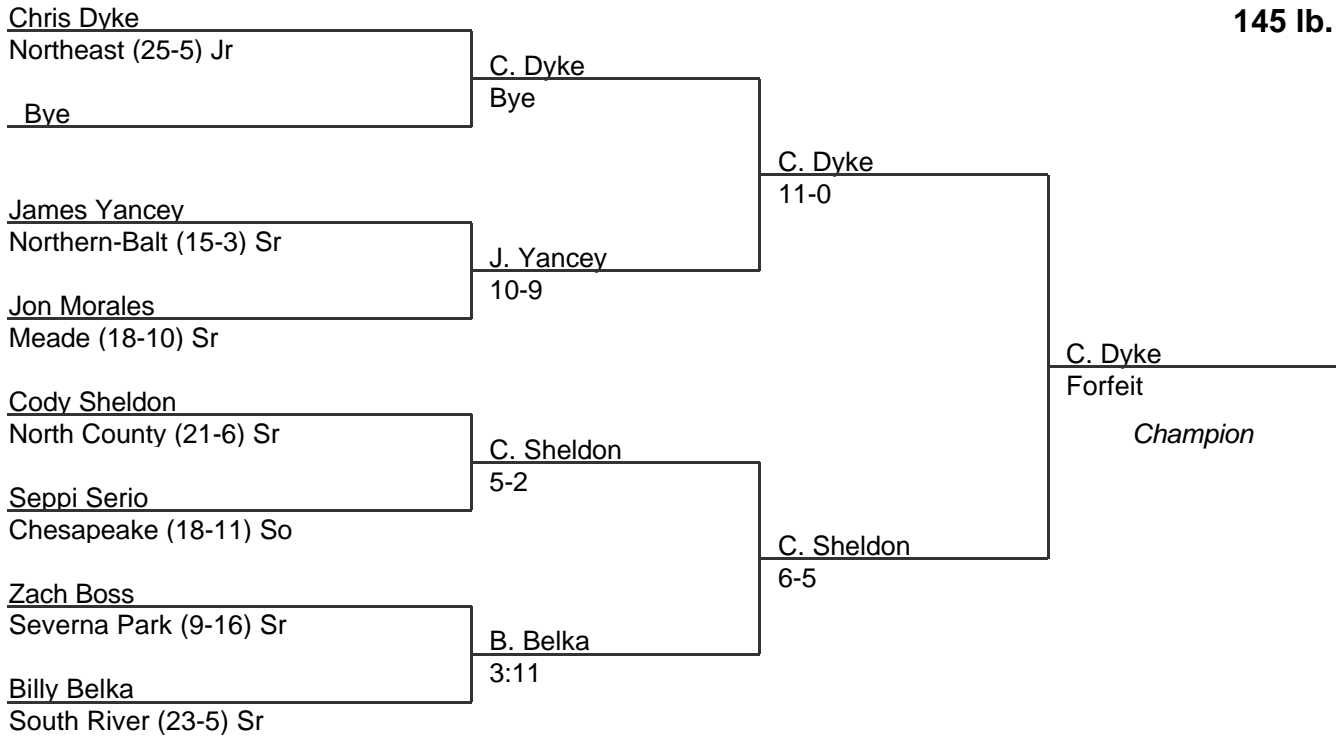 145 lb.
Chris Dyke
Northeast (25-5) Jr
Bye
James Yancey
Northern-Balt (15-3) Sr
Jon Morales
Meade (18-10) Sr
Cody Sheldon
North County (21-6) Sr
Seppi Serio
Chesapeake (18-11) So
Zach Boss
Severna Park (9-16) Sr
Billy Belka
South River (23-5) Sr
C. Dyke
Bye
J. Yancey
10-9
C. Sheldon
5-2
B. Belka
3:11
C. Dyke
11-0
C. Sheldon
6-5
C. Dyke
Forfeit
Champion